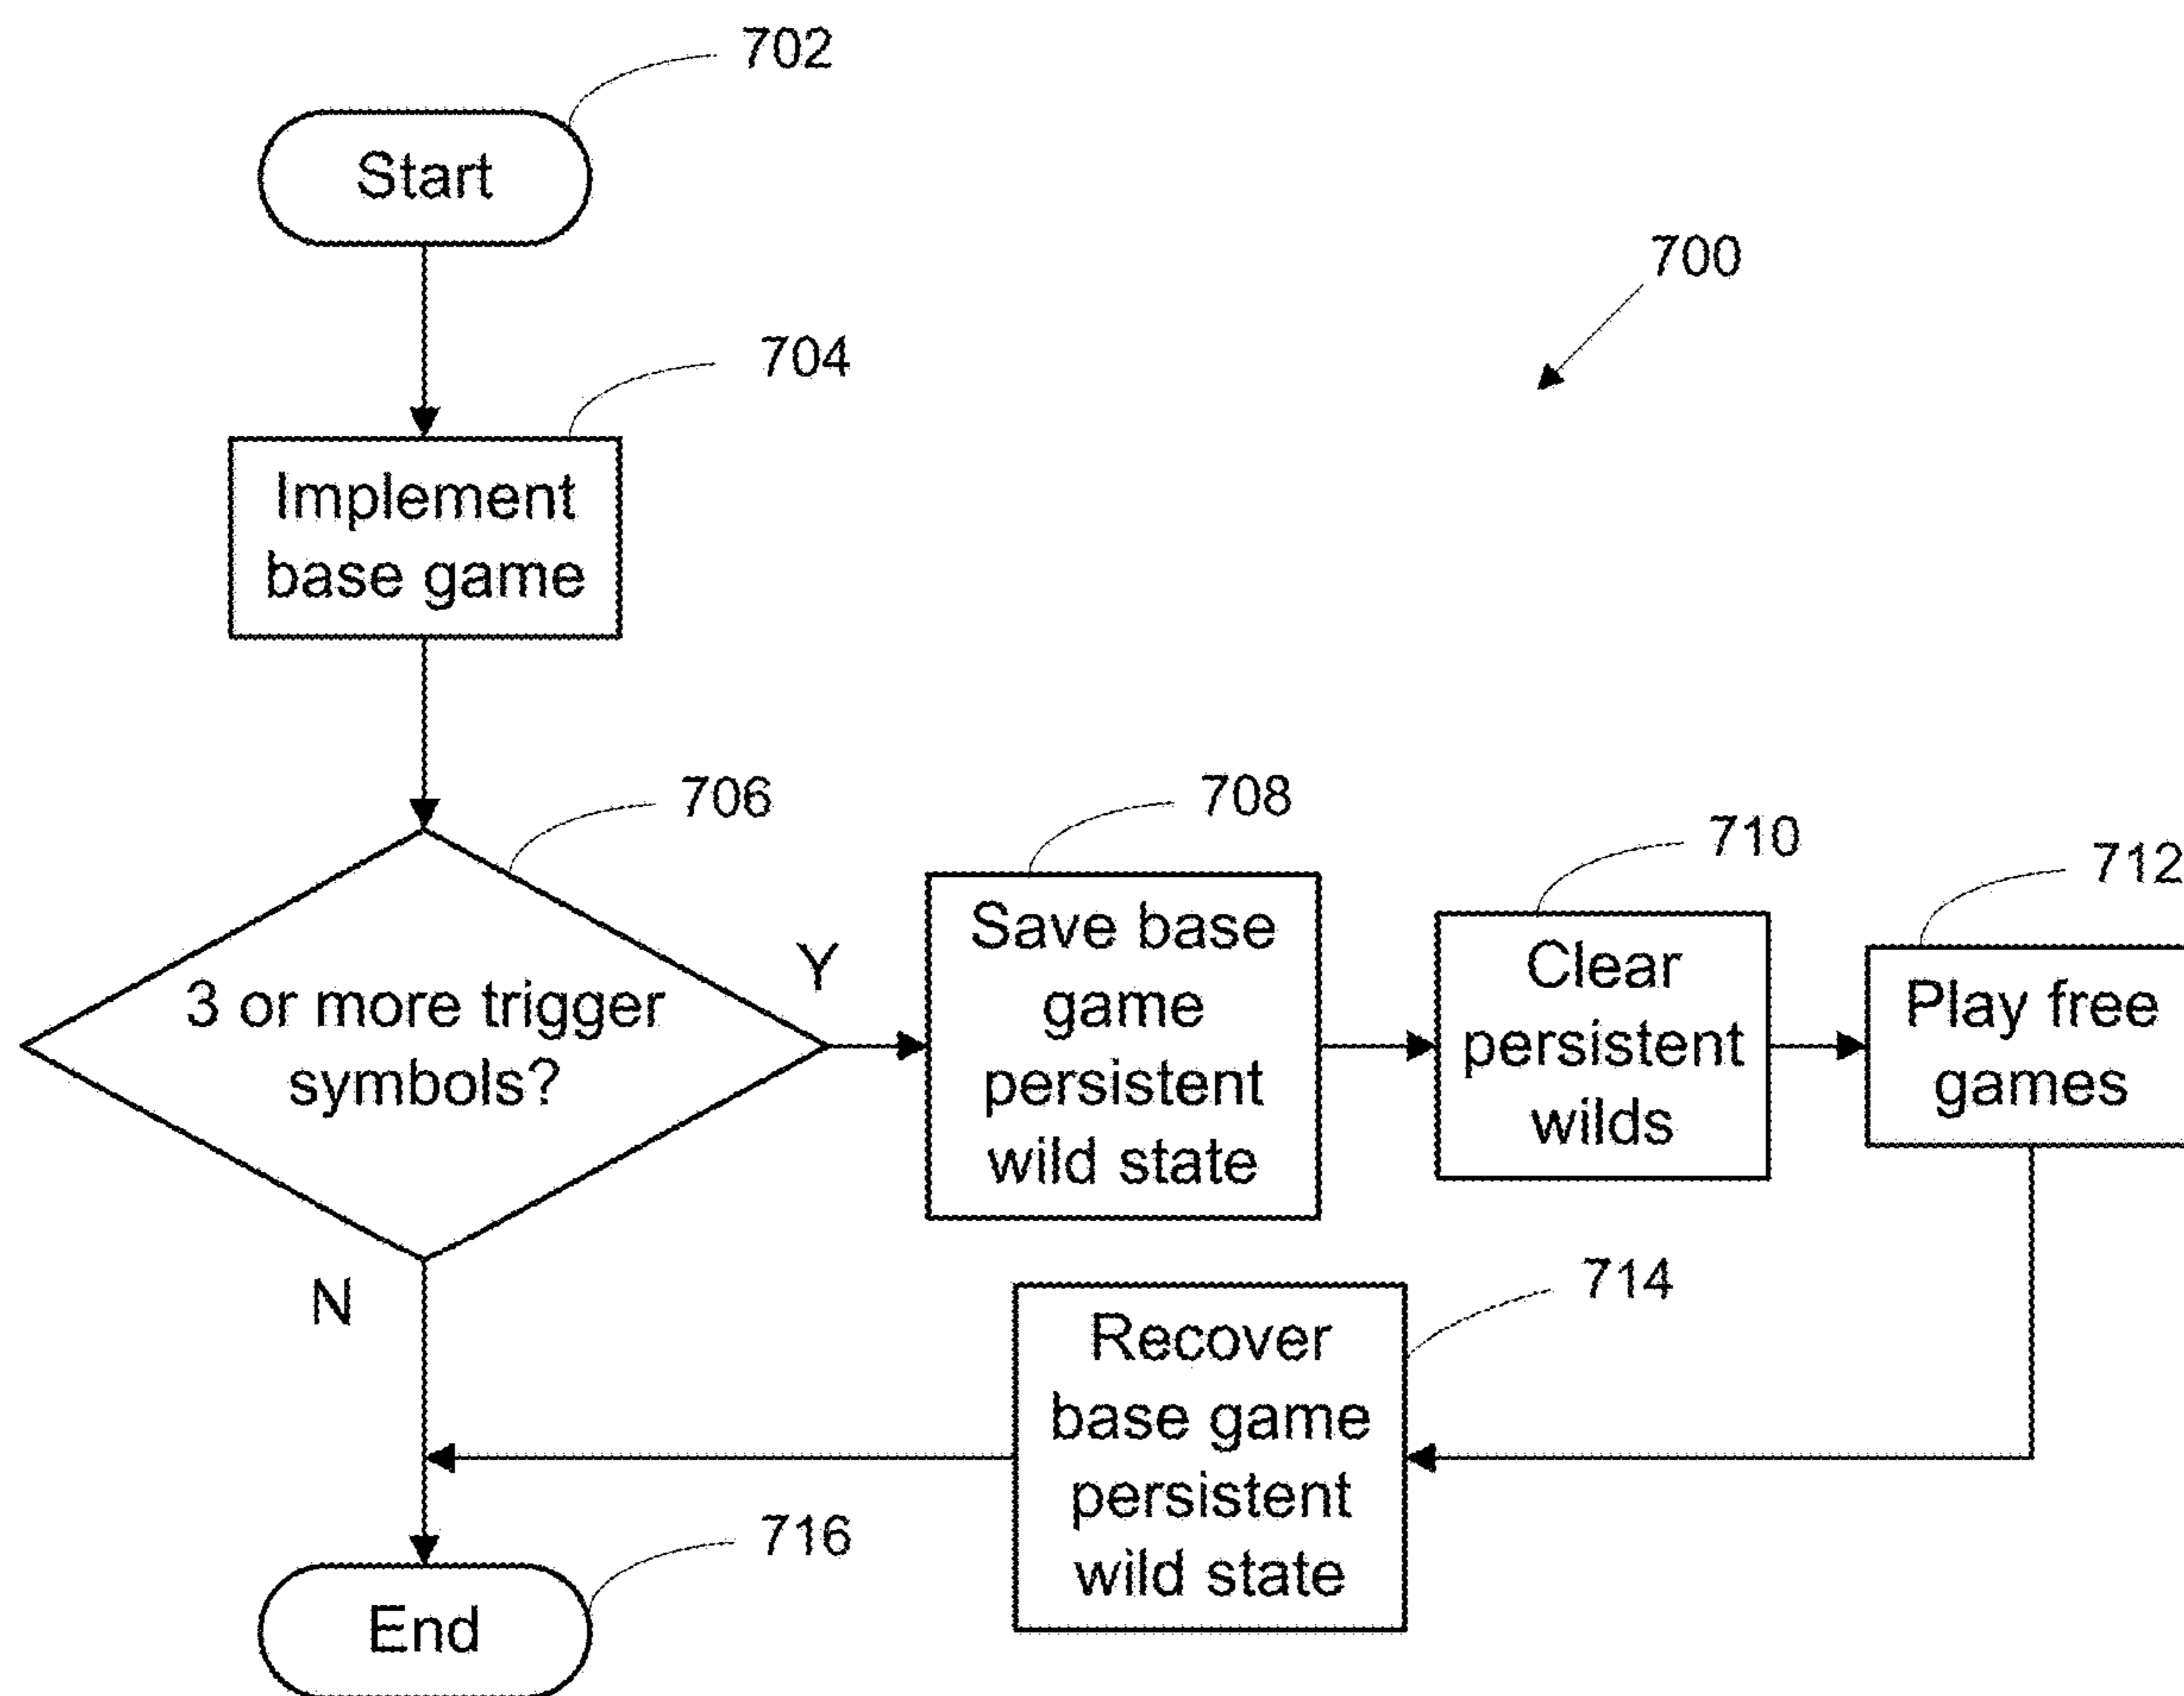 702
Start
700
704
Implement
base game
706
3 or more trigger
symbols?
Y
N
708
Save base
game
persistent
wild state
710
Clear
persistent
wilds
712
Play free
games
714
Recover
base game
persistent
wild state
716
End